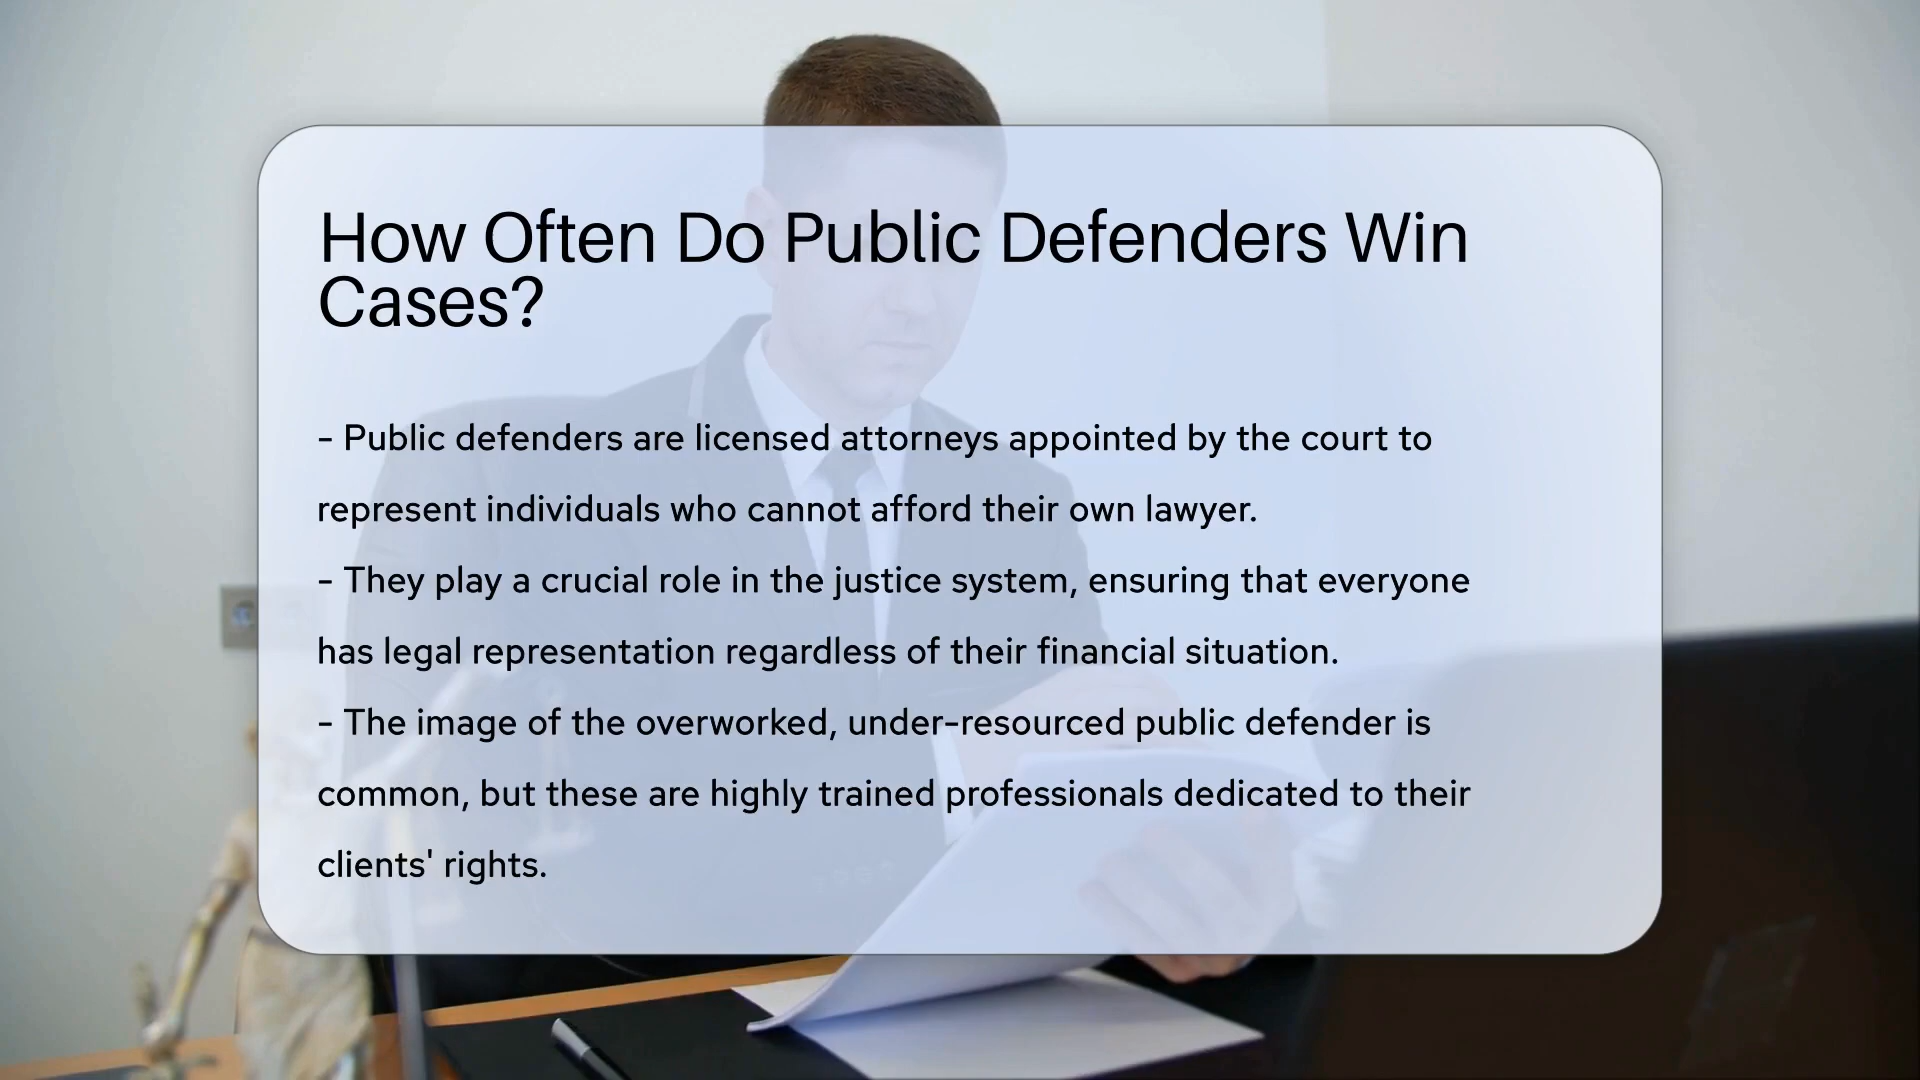 How Often Do Public Defenders Win
Cases?
- Public defenders are licensed attorneys appointed by the court to
represent individuals who cannot afford their own lawyer.
- They play a crucial role in the justice system, ensuring that everyone
has legal representation regardless of their financial situation.
- The image of the overworked, under-resourced public defender is
common, but these are highly trained professionals dedicated to their
clients' rights.